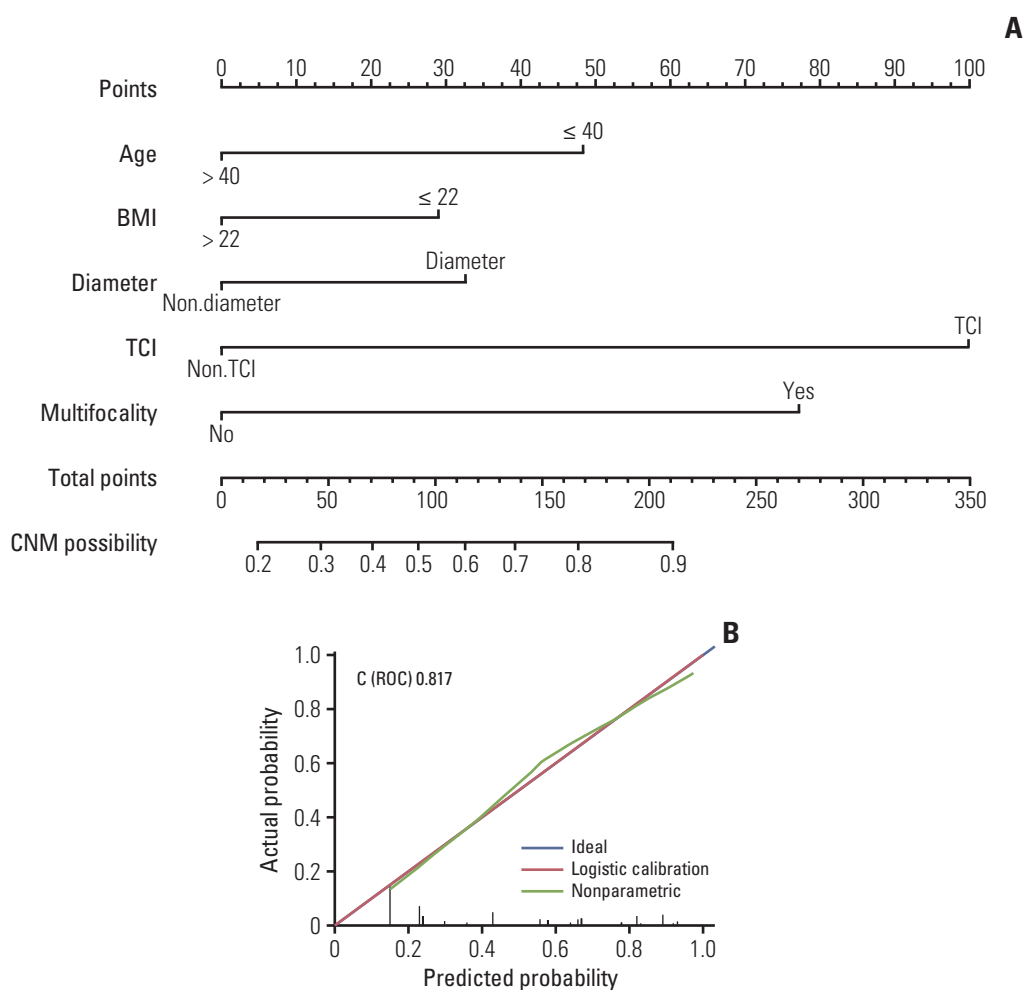 A
Points
0 10 20 30 40 50 60 70 80 90 100
Age
≤ 40
> 40
BMI
≤ 22
> 22
Diameter
Diameter
Non.diameter
TCI
TCI
Non.TCI
Multifocality
Yes
No
Total points
0 50 100 150 200 250 300 350
CNM possibility
0.2 0.3 0.4 0.5 0.6 0.7 0.8 0.9
B
C (ROC) 0.817
Actual probability
1.0
0.8
0.6
0.4
0.2
0
Ideal
Logistic calibration
Nonparametric
0 0.2 0.4 0.6 0.8 1.0
Predicted probability